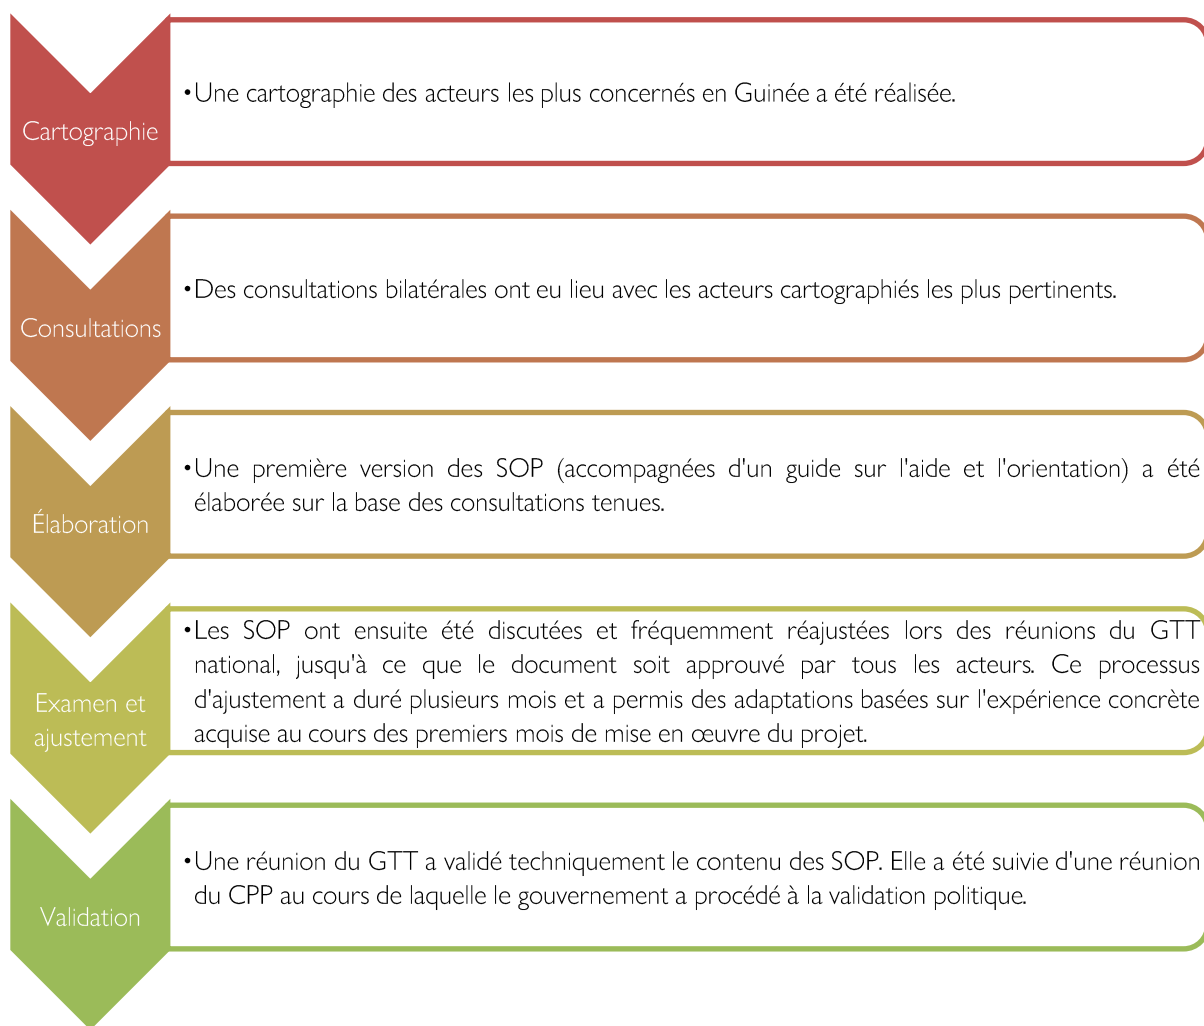 Cartographie
•Une cartographie des acteurs les plus concernés en Guinée a été réalisée.
Consultations
•Des consultations bilatérales ont eu lieu avec les acteurs cartographiés les plus pertinents.
Élaboration
•Une première version des SOP (accompagnées d'un guide sur l'aide et l'orientation) a été
élaborée sur la base des consultations tenues.
Examen et
ajustement
•Les SOP ont ensuite été discutées et fréquemment réajustées lors des réunions du GTT
national, jusqu'à ce que le document soit approuvé par tous les acteurs. Ce processus
d'ajustement a duré plusieurs mois et a permis des adaptations basées sur l'expérience concrète
acquise au cours des premiers mois de mise en œuvre du projet.
Validation
•Une réunion du GTT a validé techniquement le contenu des SOP. Elle a été suivie d'une réunion
du CPP au cours de laquelle le gouvernement a procédé à la validation politique.